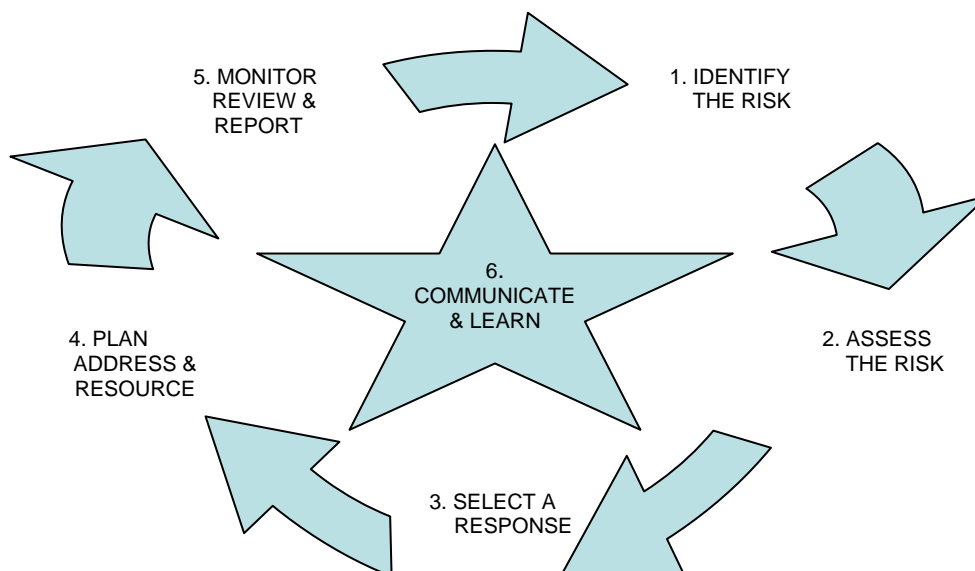 1. IDENTIFY
THE RISK
2. ASSESS
THE RISK
3. SELECT A
RESPONSE
4. PLAN
ADDRESS &
RESOURCE
5. MONITOR
REVIEW &
REPORT
6.
COMMUNICATE
& LEARN